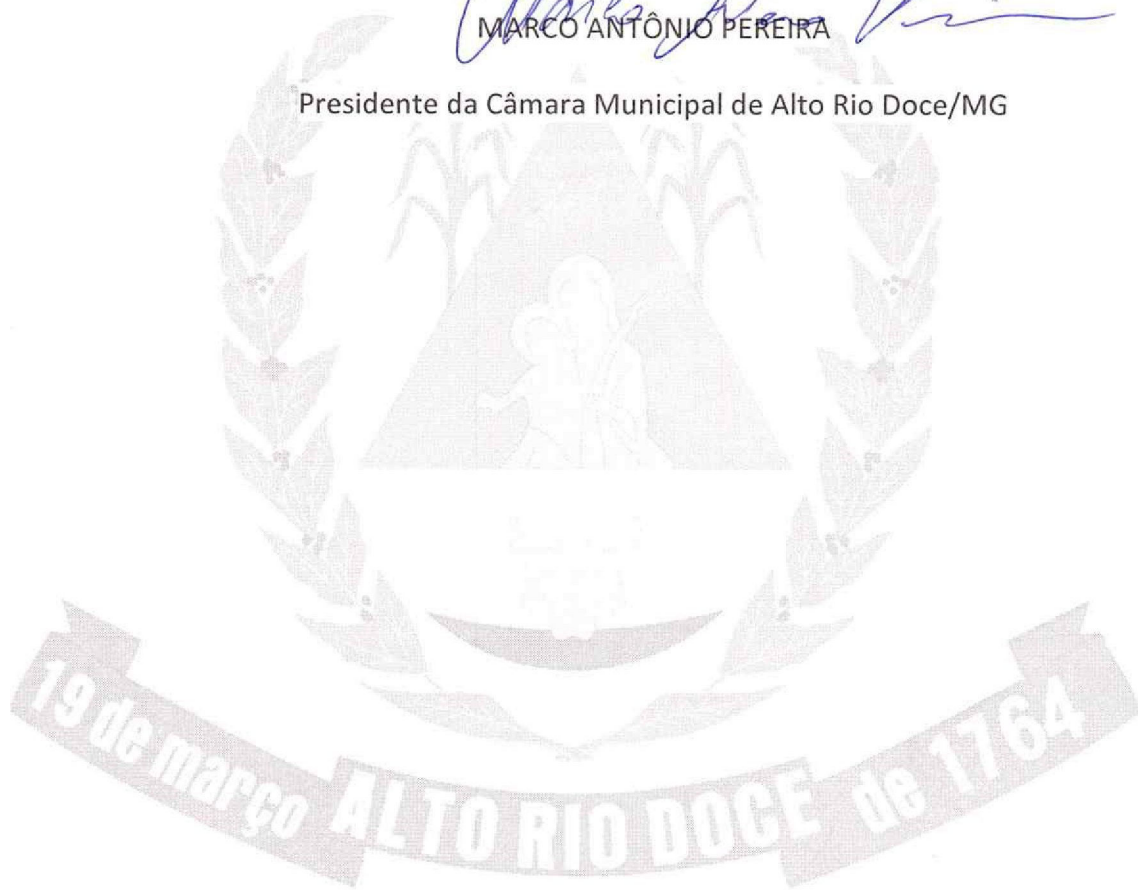 MARCO ANTÔNIO PEREIRA
Presidente da Câmara Municipal de Alto Rio Doce/MG
19 de março ALTO RIO DOCE de 1764